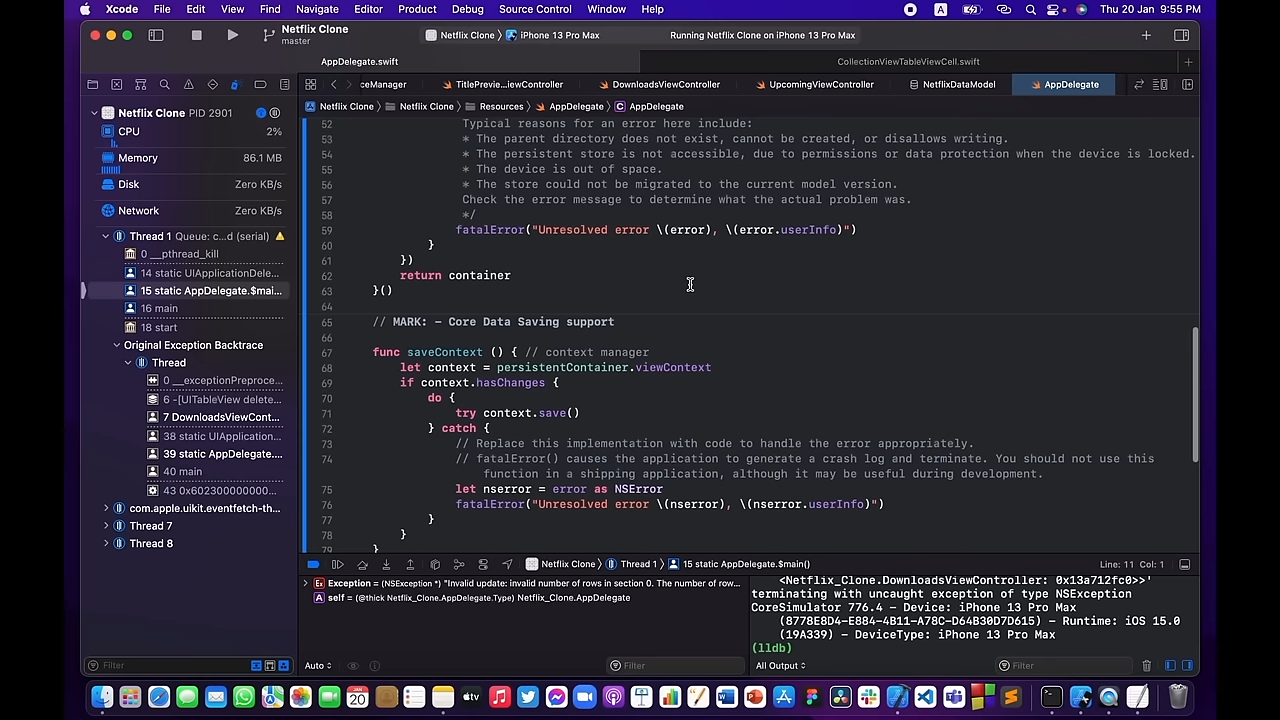 Xcode File Edit View Find Navigate Editor Product Debug Source Control Window Help A Thu 20 Jan 9:55 PM
Netflix Clone
master
Netflix Clone iPhone 13 Pro Max Running Netflix Clone on iPhone 13 Pro Max
AppDelegate.swift CollectionViewTableViewCell.swift
ceManager TitlePrevie...iewController DownloadsViewController UpcomingViewController NetflixDataModel AppDelegate
Netflix Clone Netflix Clone Resources AppDelegate C AppDelegate
Netflix Clone PID 2901
CPU 2%
Memory 86.1 MB
Disk Zero KB/s
Network Zero KB/s
Thread 1 Queue: c...d (serial)
0 __pthread_kill
14 static UIApplicationDele...
15 static AppDelegate.$mai...
16 main
18 start
Original Exception Backtrace
Thread
0 __exceptionPreproce...
6 -[UITableView delete...
7 DownloadsViewCont...
38 static UIApplication...
39 static AppDelegate....
40 main
43 0x602300000000...
com.apple.uikit.eventfetch-th...
Thread 7
Thread 8
Filter
52 Typical reasons for an error here include:
53 * The parent directory does not exist, cannot be created, or disallows writing.
54 * The persistent store is not accessible, due to permissions or data protection when the device is locked.
55 * The device is out of space.
56 * The store could not be migrated to the current model version.
57 Check the error message to determine what the actual problem was.
58 */
59 fatalError("Unresolved error \(error), \(error.userInfo)")
60 }
61 })
62 return container
63 }()
64
65 // MARK: - Core Data Saving support
66
67 func saveContext () { // context manager
68 let context = persistentContainer.viewContext
69 if context.hasChanges {
70 do {
71 try context.save()
72 } catch {
73 // Replace this implementation with code to handle the error appropriately.
74 // fatalError() causes the application to generate a crash log and terminate. You should not use this
function in a shipping application, although it may be useful during development.
75 let nserror = error as NSError
76 fatalError("Unresolved error \(nserror), \(nserror.userInfo)")
77 }
78 }
79 }
Netflix Clone Thread 1 15 static AppDelegate.$main() Line: 11 Col: 1
Exception = (NSException *) "Invalid update: invalid number of rows in section 0. The number of row...
A self = (@thick Netflix_Clone.AppDelegate.Type) Netflix_Clone.AppDelegate
Auto Filter
<Netflix_Clone.DownloadsViewController: 0x13a712fc0>>'
terminating with uncaught exception of type NSException
CoreSimulator 776.4 - Device: iPhone 13 Pro Max
(8778E8D4-E884-4B11-A78C-D64B30D7D615) - Runtime: iOS 15.0
(19A339) - DeviceType: iPhone 13 Pro Max
(lldb)
All Output Filter
JAN
20
tv